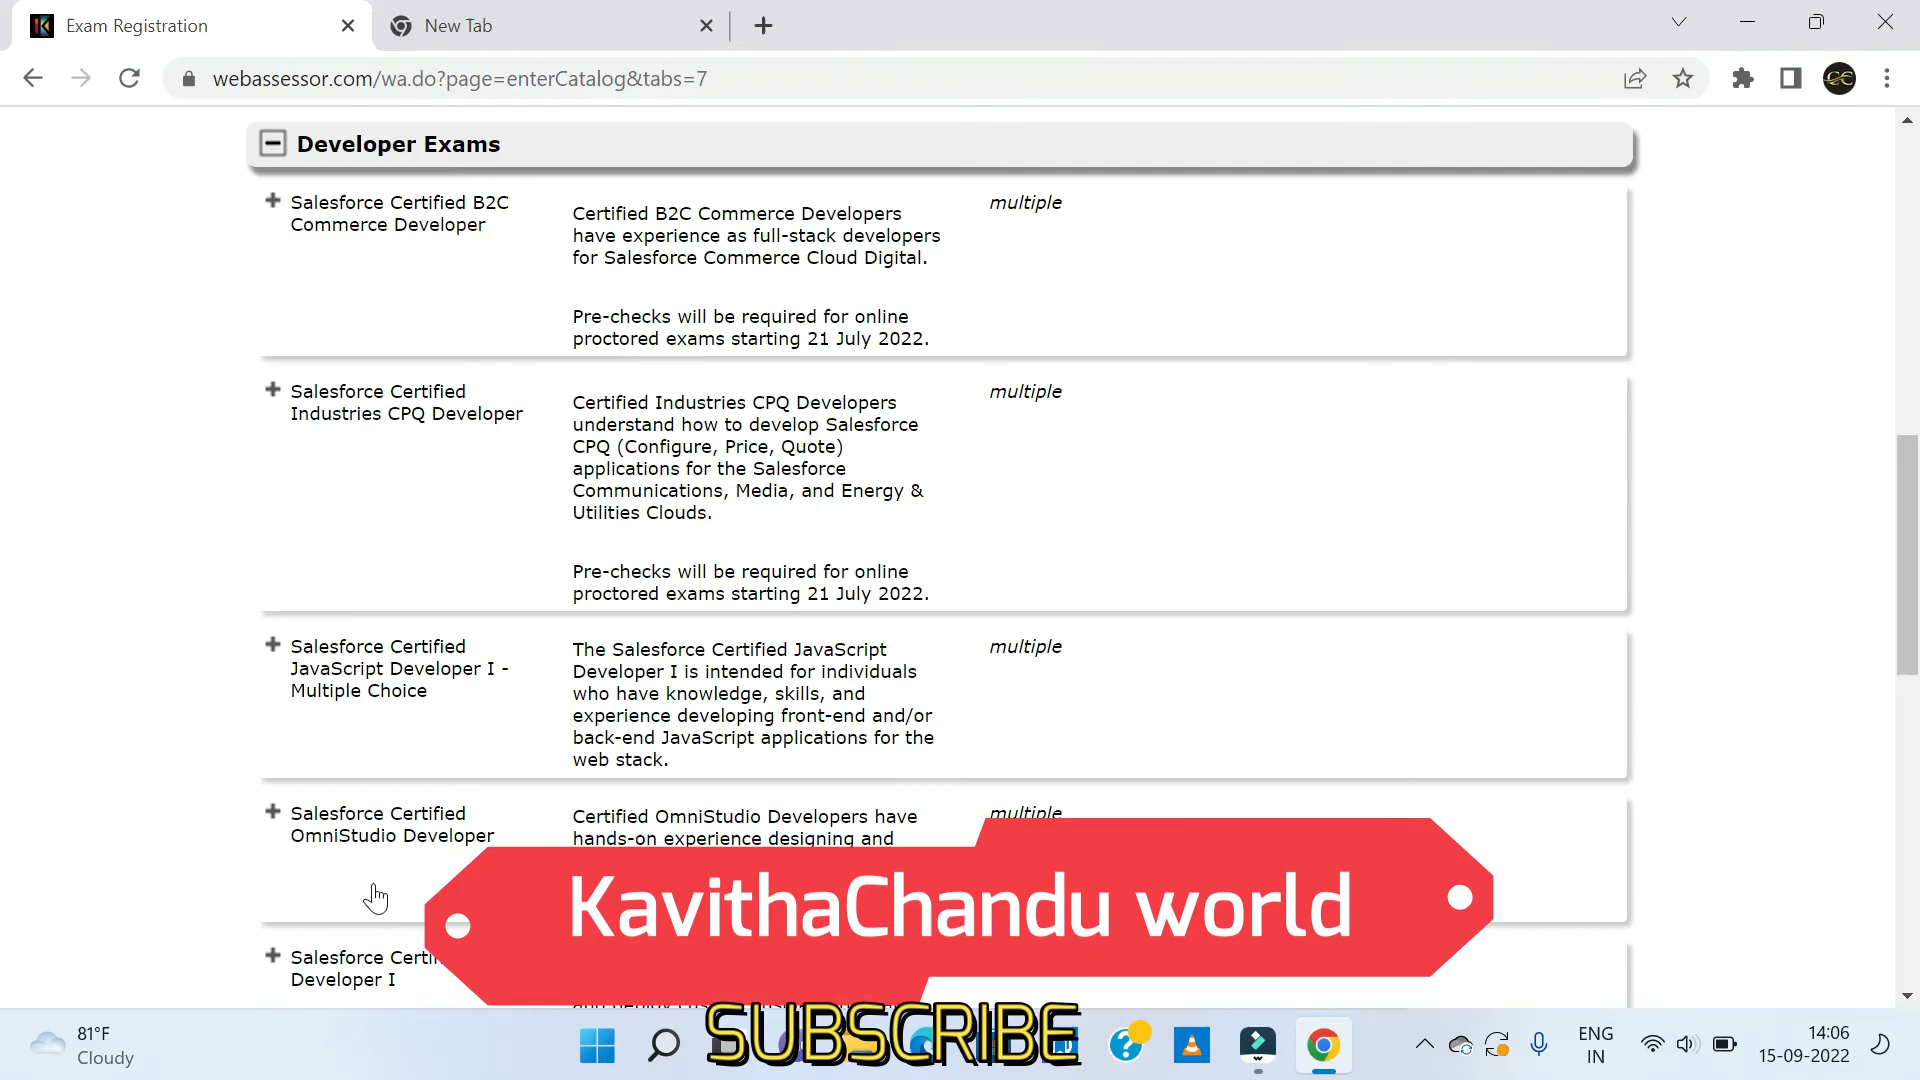 Exam Registration
New Tab
webassessor.com/wa.do?page=enterCatalog&tabs=7
Developer Exams
Salesforce Certified B2C
Commerce Developer
Certified B2C Commerce Developers
have experience as full-stack developers
for Salesforce Commerce Cloud Digital.
Pre-checks will be required for online
proctored exams starting 21 July 2022.
multiple
Salesforce Certified
Industries CPQ Developer
Certified Industries CPQ Developers
understand how to develop Salesforce
CPQ (Configure, Price, Quote)
applications for the Salesforce
Communications, Media, and Energy &
Utilities Clouds.
Pre-checks will be required for online
proctored exams starting 21 July 2022.
multiple
Salesforce Certified
JavaScript Developer I -
Multiple Choice
The Salesforce Certified JavaScript
Developer I is intended for individuals
who have knowledge, skills, and
experience developing front-end and/or
back-end JavaScript applications for the
web stack.
multiple
Salesforce Certified
OmniStudio Developer
Certified OmniStudio Developers have
hands-on experience designing and
multiple
Salesforce
Developer I
KavithaChandu world
SUBSCRIBE
81°F
Cloudy
ENG
IN
14:06
15-09-2022